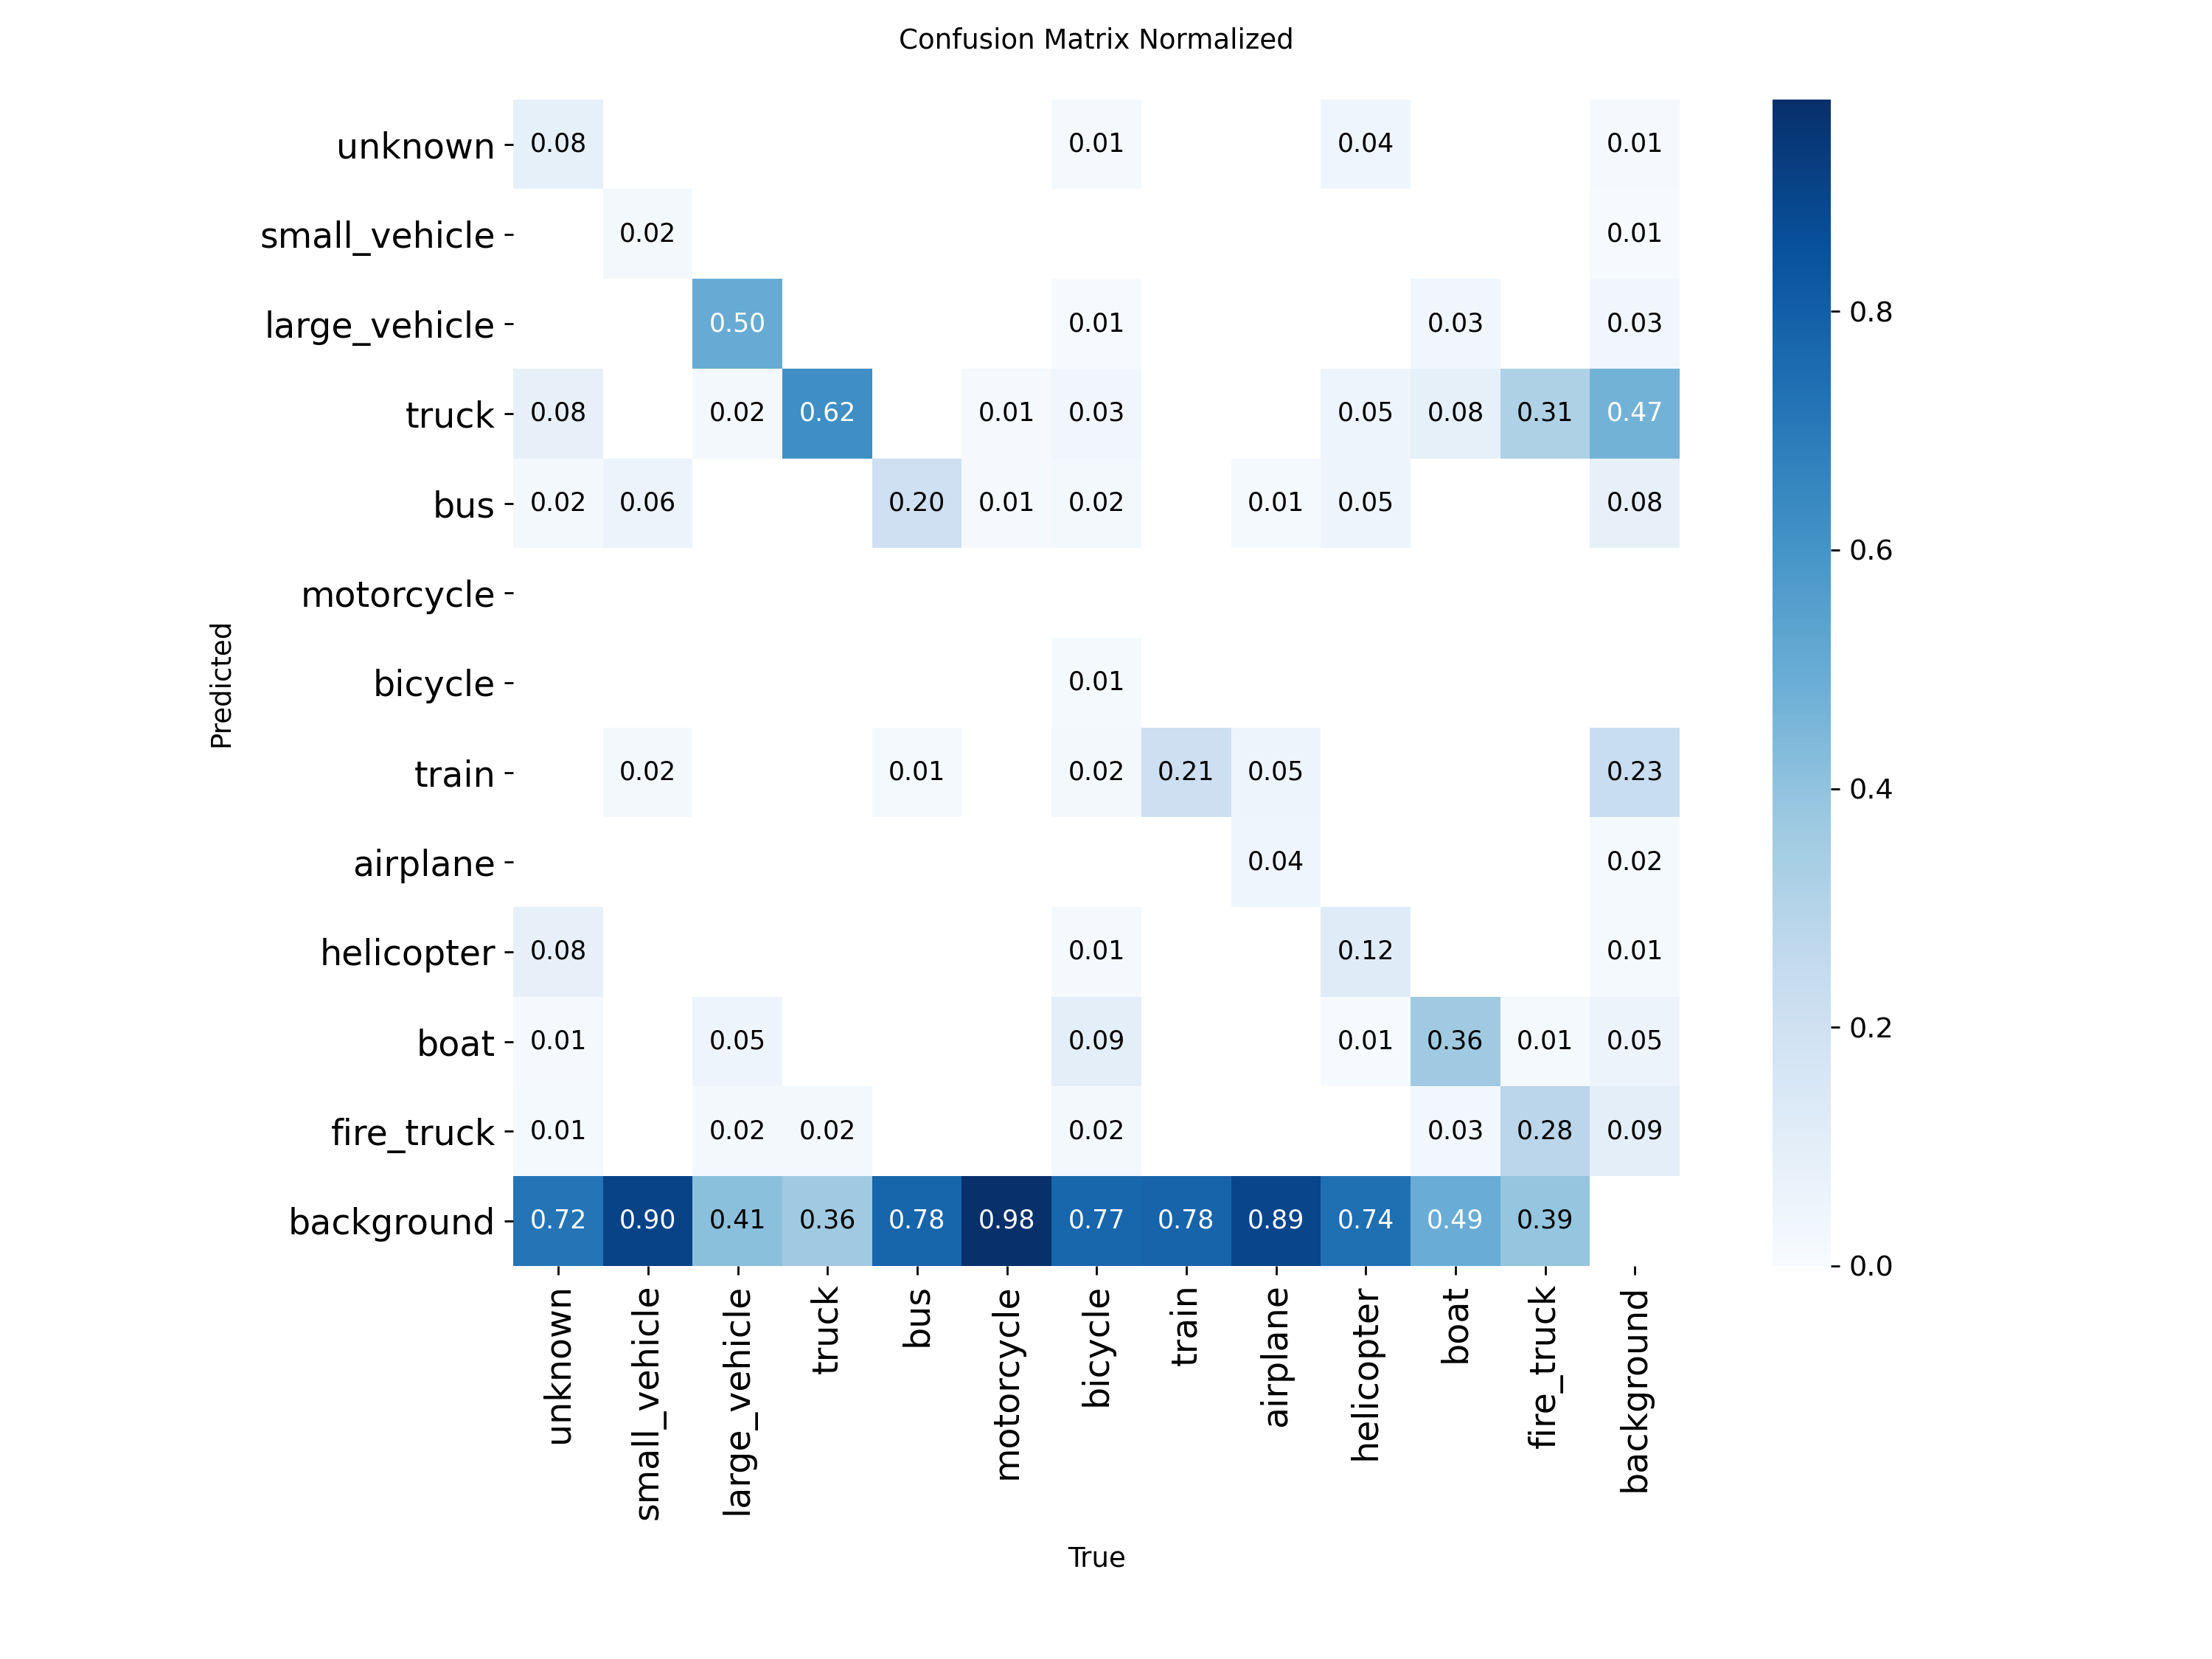 Confusion Matrix Normalized
unknown 0.08 0.01 0.04 0.01
small_vehicle 0.02 0.01
large_vehicle 0.50 0.01 0.03 0.03 0.8
truck 0.08 0.02 0.62 0.01 0.03 0.05 0.08 0.31 0.47
bus 0.02 0.06 0.20 0.01 0.02 0.01 0.05 0.08
0.6
motorcycle
Predicted
bicycle 0.01
train 0.02 0.01 0.02 0.21 0.05 0.23
0.4
airplane 0.04 0.02
helicopter 0.08 0.01 0.12 0.01
boat 0.01 0.05 0.09 0.01 0.36 0.01 0.05
0.2
fire_truck 0.01 0.02 0.02 0.02 0.03 0.28 0.09
background 0.72 0.90 0.41 0.36 0.78 0.98 0.77 0.78 0.89 0.74 0.49 0.39
0.0
unknown
small_vehicle
large_vehicle
truck
bus
motorcycle
bicycle
train
airplane
helicopter
boat
fire_truck
background
True